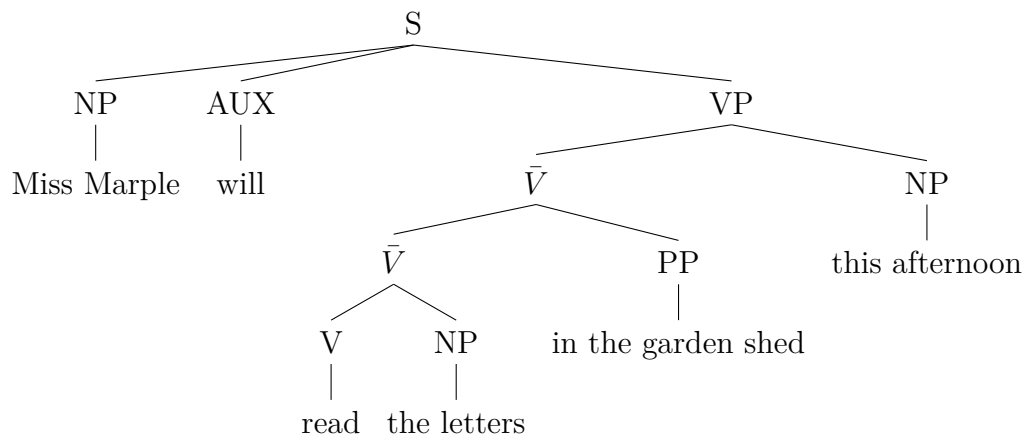 S
NP AUX VP
Miss Marple will V̄ NP
V̄ PP this afternoon
V NP in the garden shed
read the letters